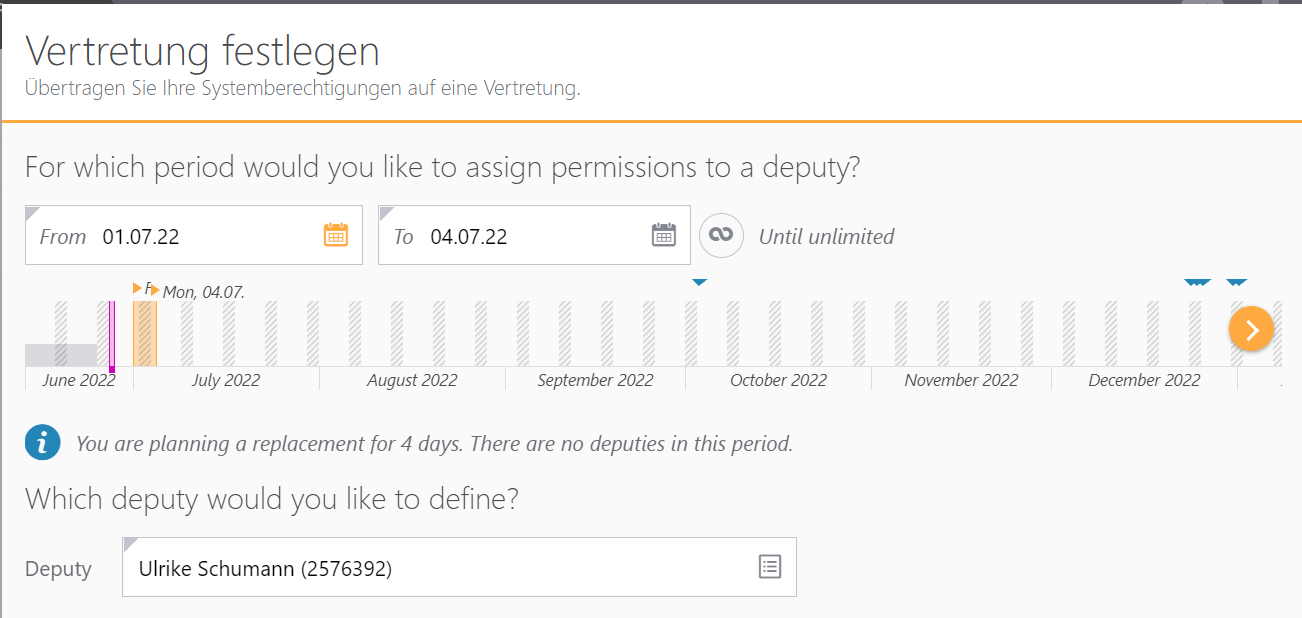 Vertretung festlegen
Übertragen Sie Ihre Systemberechtigungen auf eine Vertretung.
For which period would you like to assign permissions to a deputy?
From 01.07.22 To 04.07.22 Until unlimited
Mon, 04.07.
June 2022 July 2022 August 2022 September 2022 October 2022 November 2022 December 2022
You are planning a replacement for 4 days. There are no deputies in this period.
Which deputy would you like to define?
Deputy Ulrike Schumann (2576392)